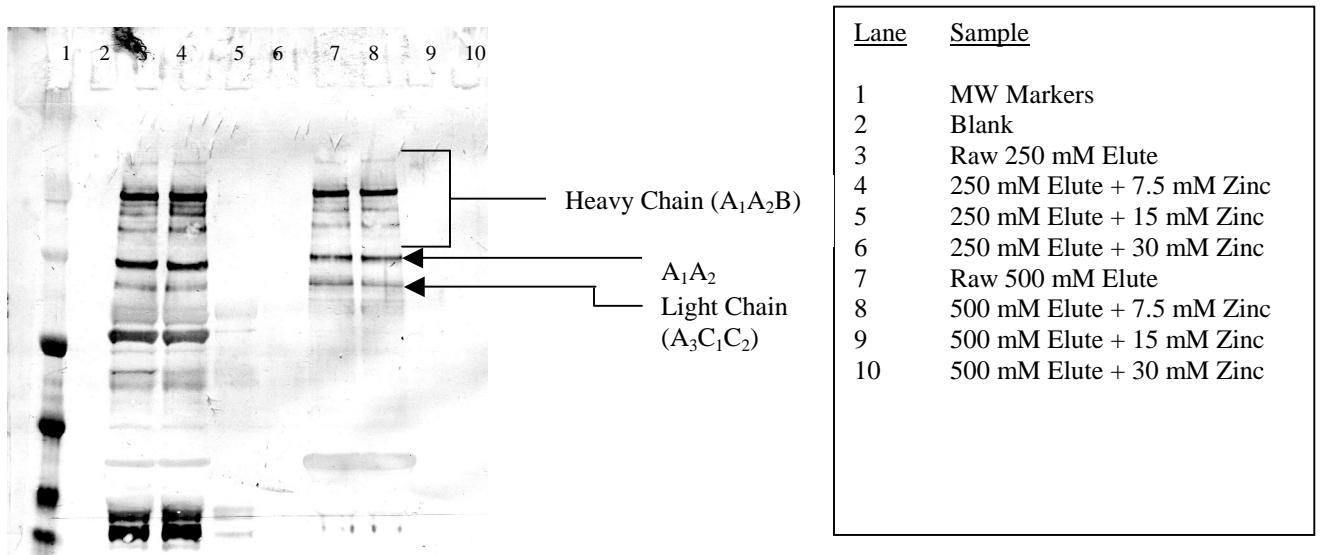 1 2 3 4 5 6 7 8 9 10
Heavy Chain (A₁A₂B)
A₁A₂
Light Chain
(A₃C₁C₂)
Lane Sample
1 MW Markers
2 Blank
3 Raw 250 mM Elute
4 250 mM Elute + 7.5 mM Zinc
5 250 mM Elute + 15 mM Zinc
6 250 mM Elute + 30 mM Zinc
7 Raw 500 mM Elute
8 500 mM Elute + 7.5 mM Zinc
9 500 mM Elute + 15 mM Zinc
10 500 mM Elute + 30 mM Zinc